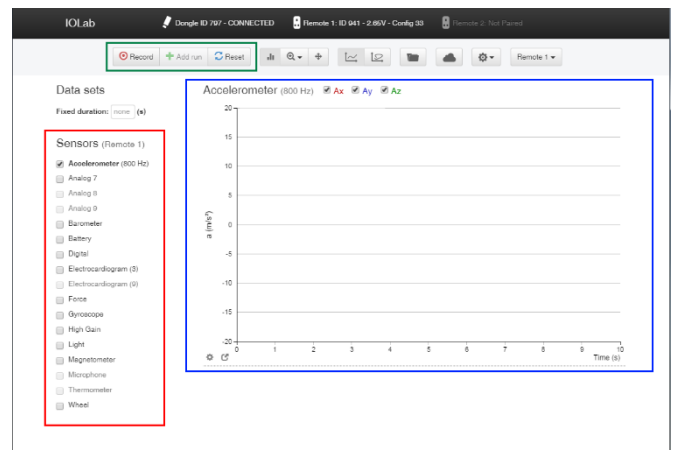 IOLab Dongle ID 797 - CONNECTED Remote 1: ID 941 - 2.65V - Config 33 Remote 2: Not Paired
Record Add run Reset Remote 1
Data sets
Fixed duration: none (s)
Sensors (Remote 1)
Accelerometer (800 Hz)
Analog 7
Analog 8
Analog 9
Barometer
Battery
Digital
Electrocardiogram (3)
Electrocardiogram (9)
Force
Gyroscope
High Gain
Light
Magnetometer
Microphone
Thermometer
Wheel
Accelerometer (800 Hz) Ax Ay Az
20
15
10
5
0
-5
-10
-15
-20
a (m/s²)
0 1 2 3 4 5 6 7 8 9 10
Time (s)